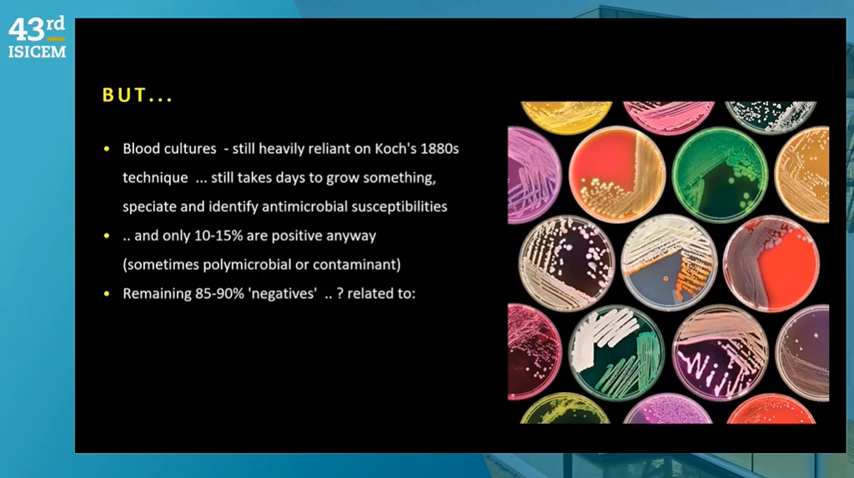 43rd
ISICEM
BUT...
• Blood cultures - still heavily reliant on Koch's 1880s
technique ... still takes days to grow something,
speciate and identify antimicrobial susceptibilities
• .. and only 10-15% are positive anyway
(sometimes polymicrobial or contaminant)
• Remaining 85-90% 'negatives' .. ? related to: